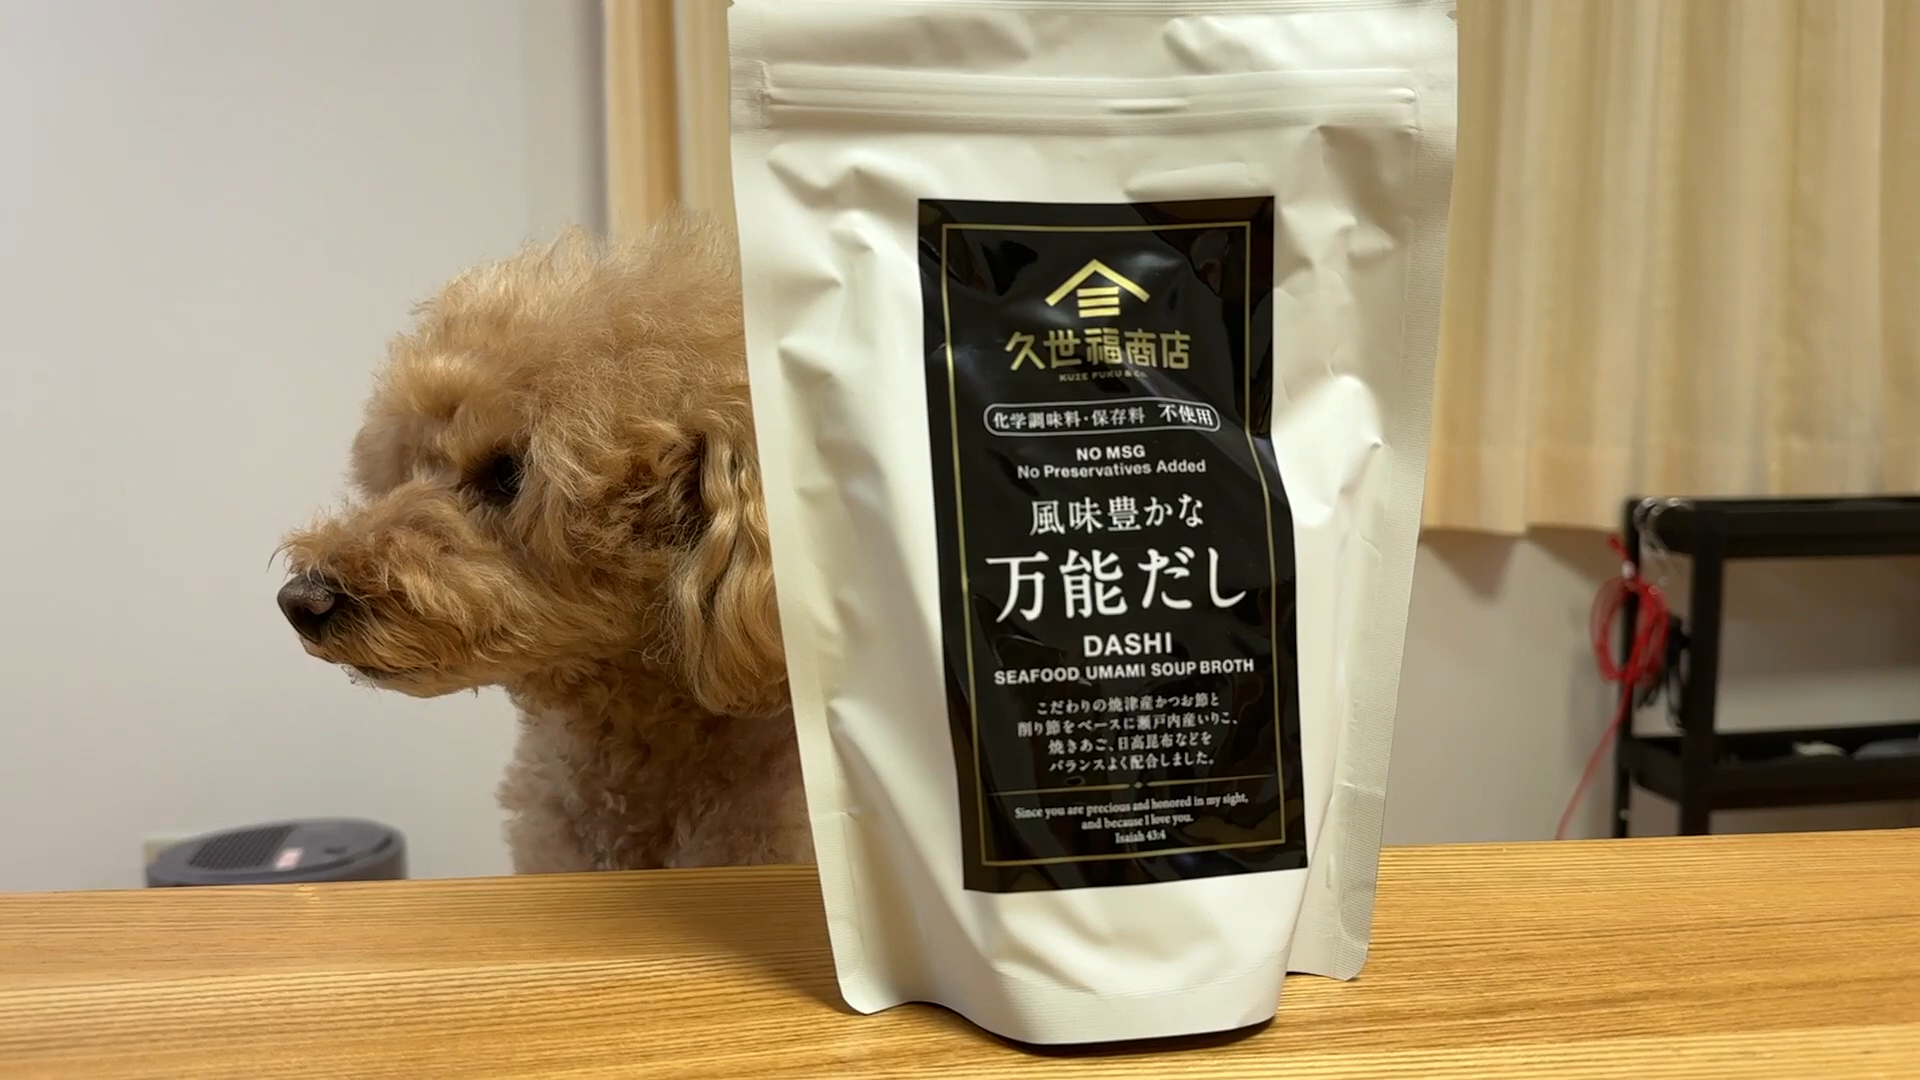 久世福商店
KUZE FUKU & Co.
化学調味料・保存料 不使用
NO MSG
No Preservatives Added
風味豊かな
万能だし
DASHI
SEAFOOD UMAMI SOUP BROTH
こだわりの焼津産かつお節と
削り節をベースに瀬戸内産いりこ、
焼きあご、日高昆布などを
バランスよく配合しました。
Since you are precious and honored in my sight,
and because I love you.
Isaiah 43:4